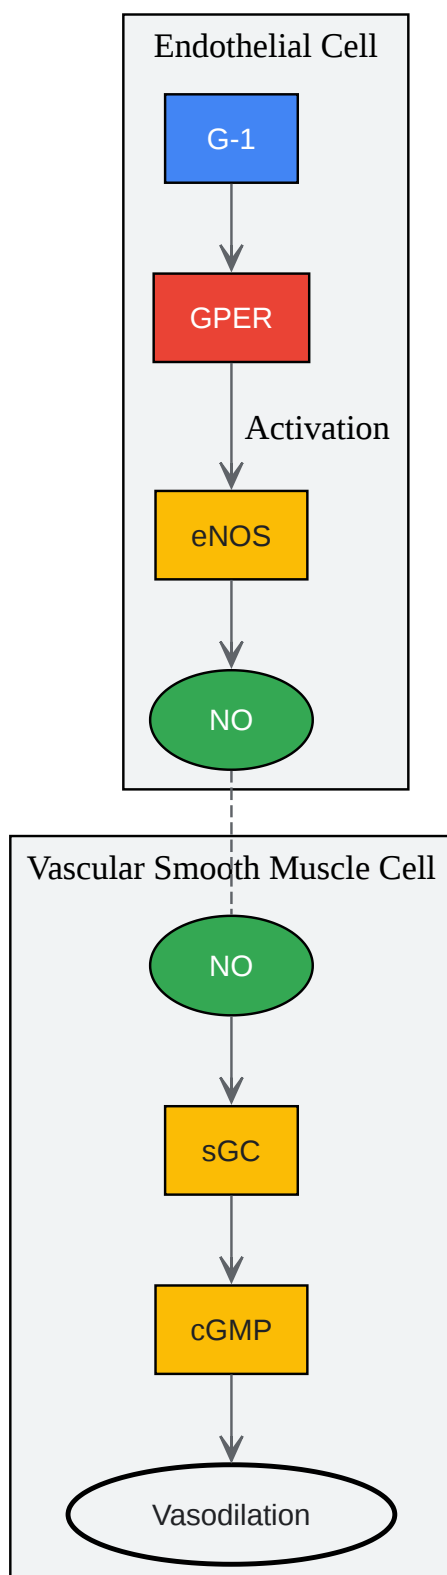 Endothelial Cell
G-1
GPER
Activation
eNOS
NO
Vascular Smooth Muscle Cell
NO
sGC
cGMP
Vasodilation